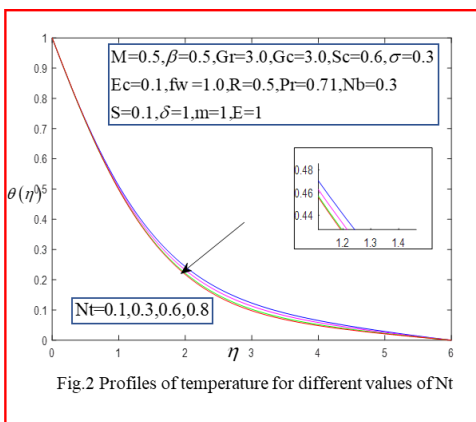 M=0.5,β=0.5,Gr=3.0,Gc=3.0,Sc=0.6,σ=0.3
Ec=0.1,fw=1.0,R=0.5,Pr=0.71,Nb=0.3
S=0.1,δ=1,m=1,E=1
1
0.9
0.8
0.7
0.6
θ(η)
0.5
0.4
0.3
0.2
0.1
0
0.48
0.46
0.44
1.2 1.3 1.4
Nt=0.1,0.3,0.6,0.8
0 1 2 3 4 5 6
η
Fig.2 Profiles of temperature for different values of Nt